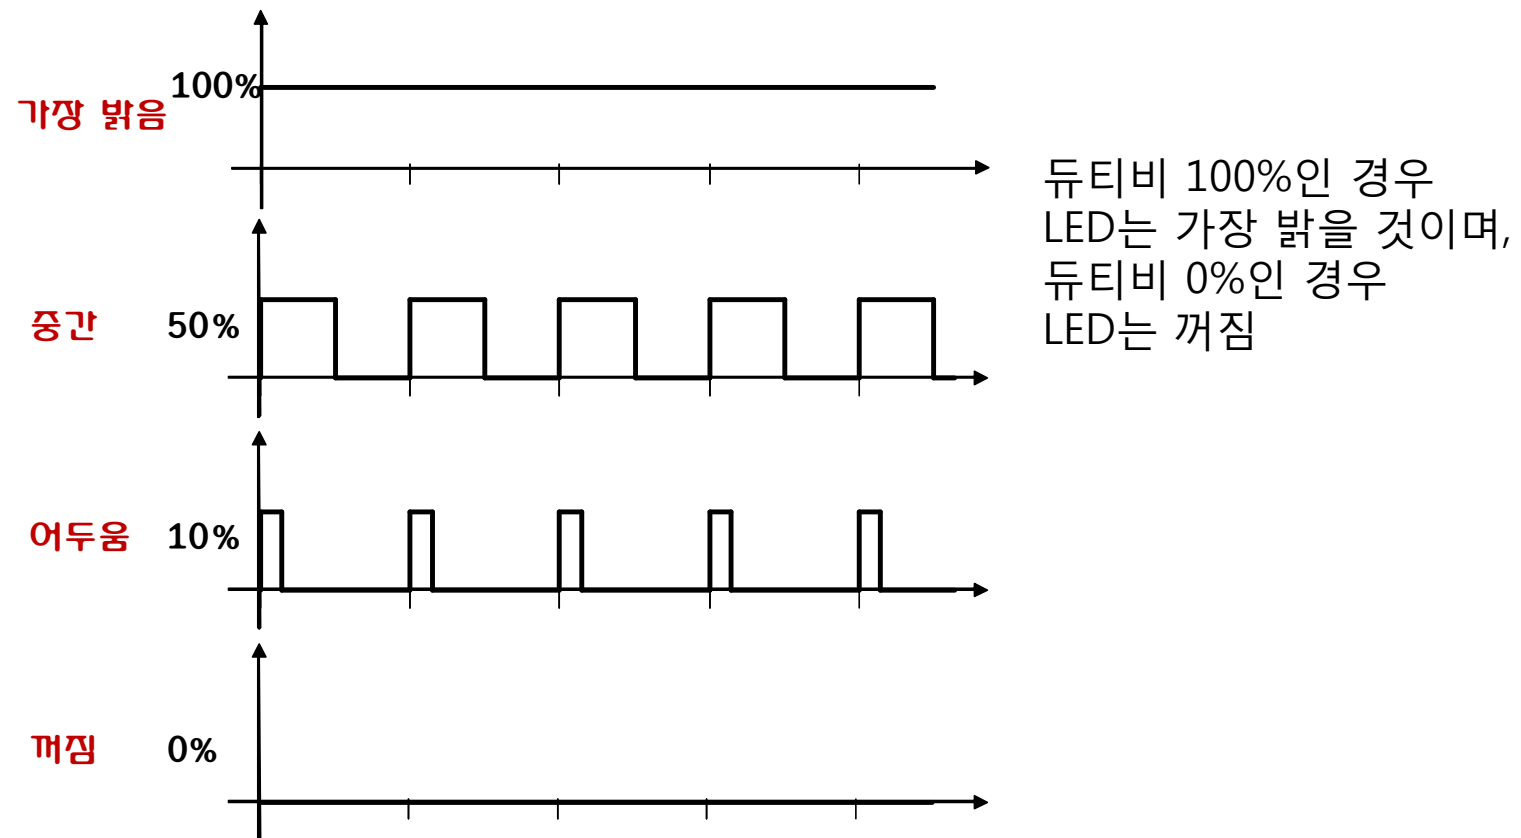 100%
가장 밝음
중간 50%
어두움 10%
꺼짐 0%
듀티비 100%인 경우
LED는 가장 밝을 것이며,
듀티비 0%인 경우
LED는 꺼짐